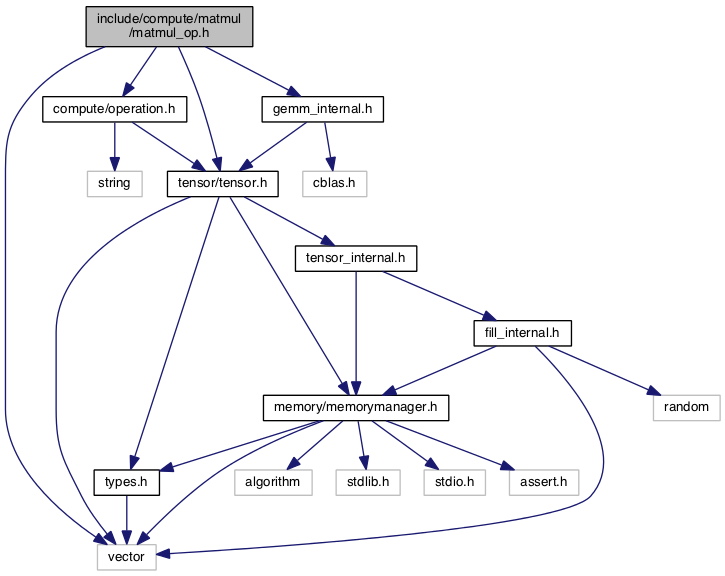 include/compute/matmul
/matmul_op.h
compute/operation.h
gemm_internal.h
string
tensor/tensor.h
cblas.h
tensor_internal.h
fill_internal.h
memory/memorymanager.h
random
types.h
algorithm
stdlib.h
stdio.h
assert.h
vector